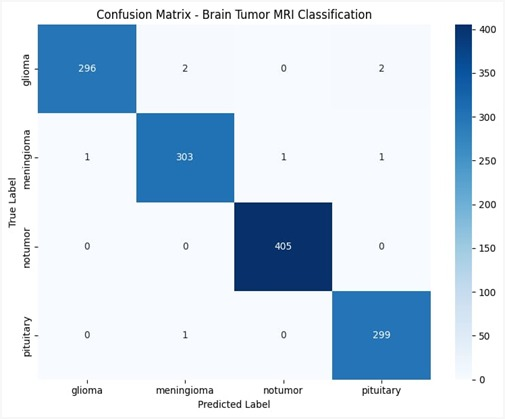 Confusion Matrix - Brain Tumor MRI Classification
True Label
glioma
296 2 0 2
meningioma
1 303 1 1
notumor
0 0 405 0
pituitary
0 1 0 299
glioma meningioma notumor pituitary
Predicted Label
400
350
300
250
200
150
100
50
0